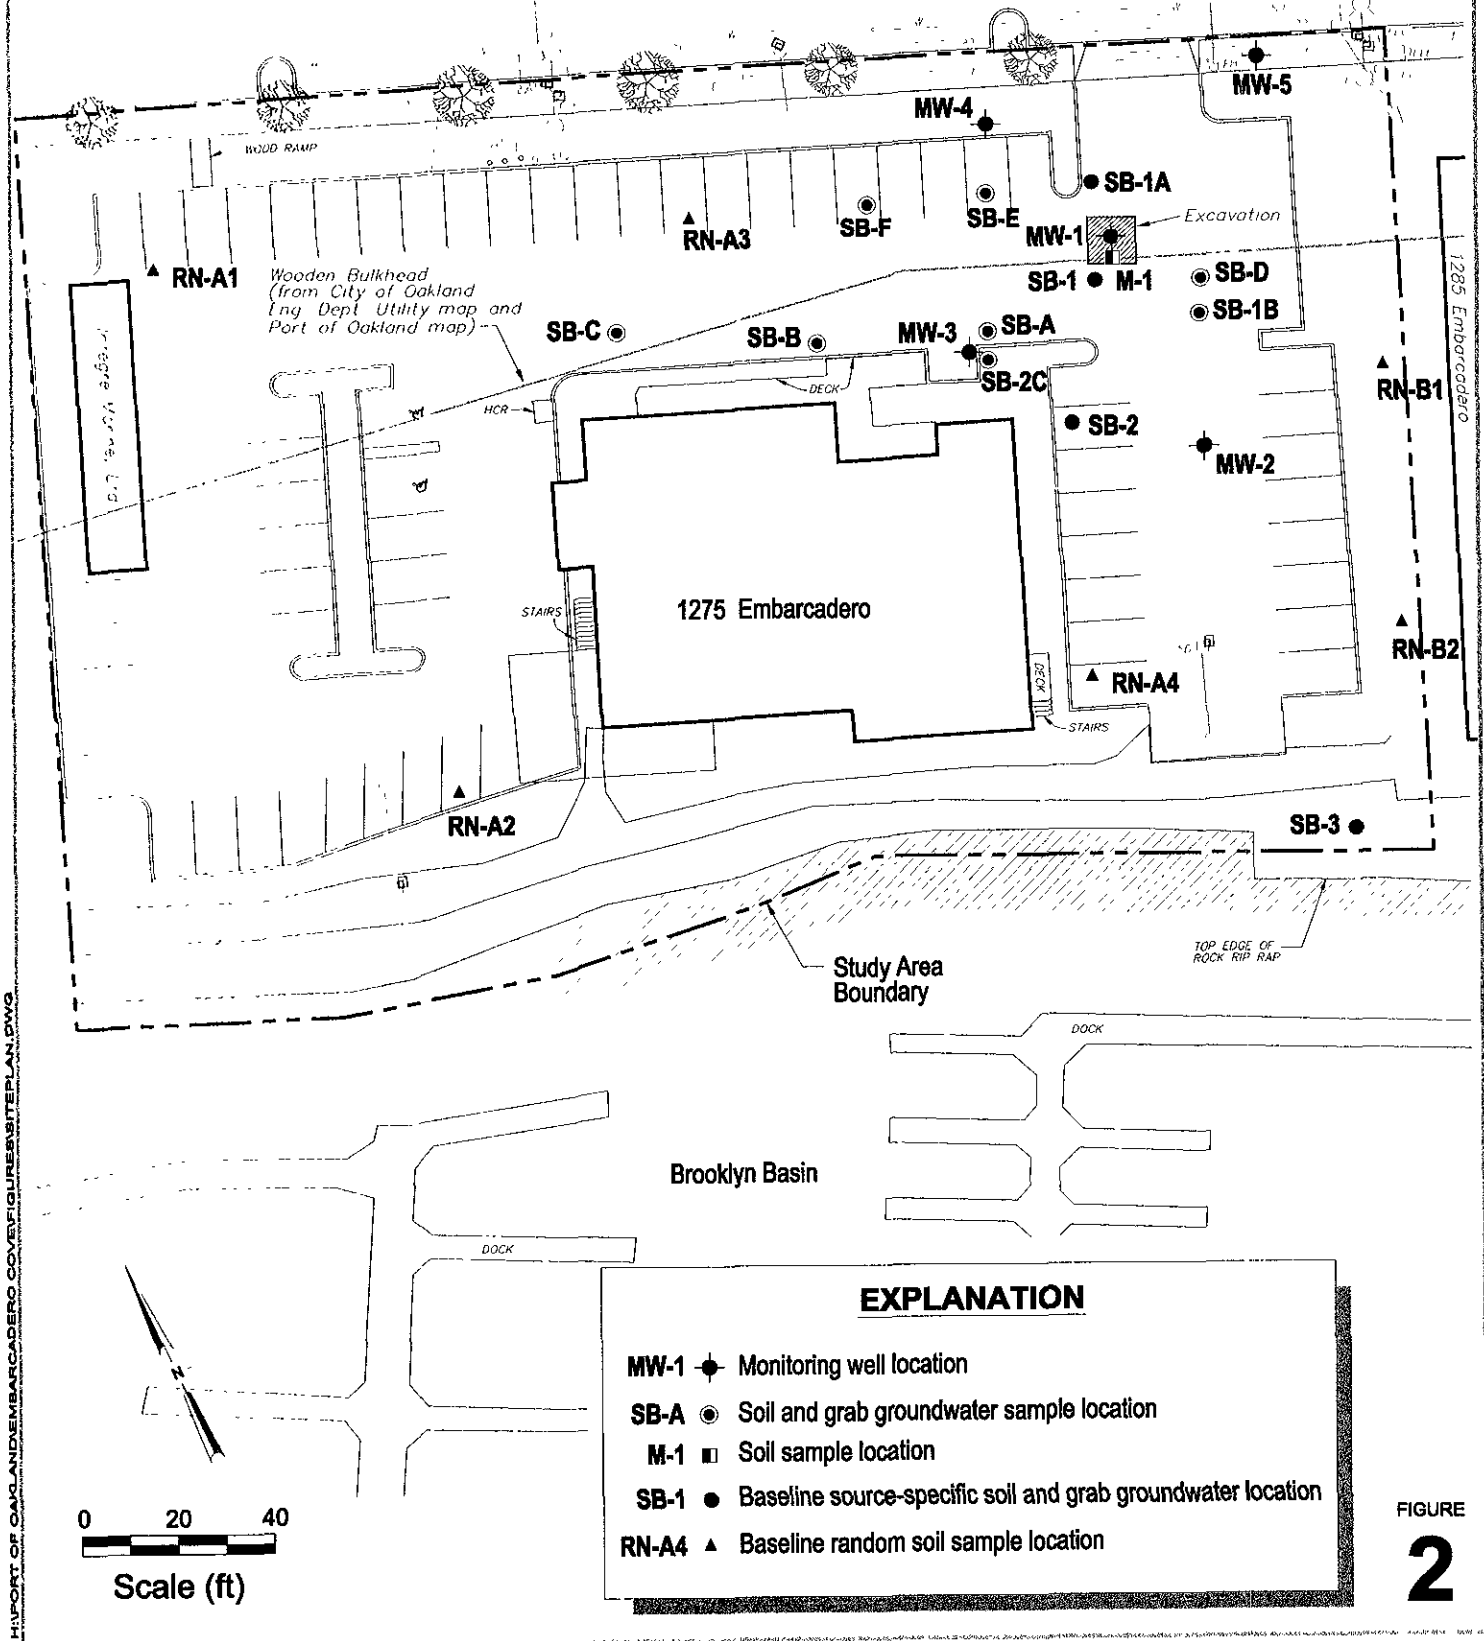 MW-5
MW-4
WOOD RAMP
SB-1A
SB-F
SB-E
RN-A3
MW-1
Excavation
RN-A1
Wooden Bulkhead
(from City of Oakland
Eng Dept Utility map and
Port of Oakland map)
SB-1
M-1
SB-D
SB-1B
1285 Embarcadero
SB-C
SB-B
MW-3
SB-A
SB-2C
RN-B1
DECK
HCR
SB-2
MW-2
STAIRS
1275 Embarcadero
RN-B2
DECK
RN-A4
STAIRS
RN-A2
SB-3
TOP EDGE OF
ROCK RIP RAP
Study Area
Boundary
DOCK
Brooklyn Basin
DOCK
N
0 20 40
Scale (ft)
EXPLANATION
MW-1 Monitoring well location
SB-A Soil and grab groundwater sample location
M-1 Soil sample location
SB-1 Baseline source-specific soil and grab groundwater location
RN-A4 Baseline random soil sample location
FIGURE
2
H:\PORT OF OAKLAND\EMBARCADERO COVE\FIGURES\SITEPLAN.DWG